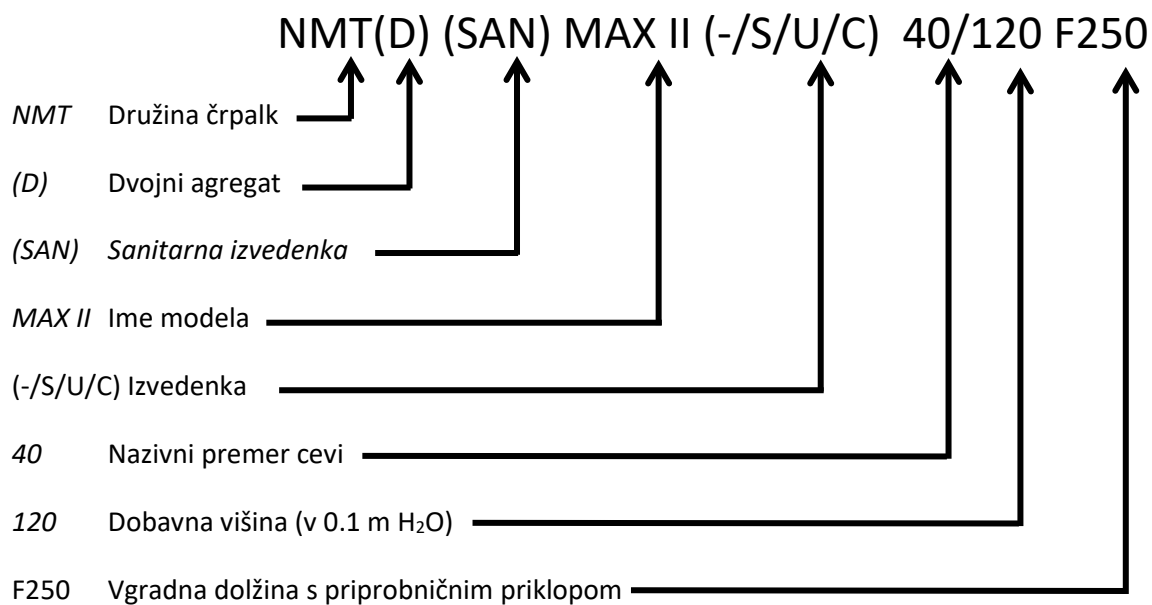 NMT(D) (SAN) MAX II (-/S/U/C) 40/120 F250
NMT Družina črpalk
(D) Dvojni agregat
(SAN) Sanitarna izvedenka
MAX II Ime modela
(-/S/U/C) Izvedenka
40 Nazivni premer cevi
120 Dobavna višina (v 0.1 m H₂O)
F250 Vgradna dolžina s priprobničnim priklopom